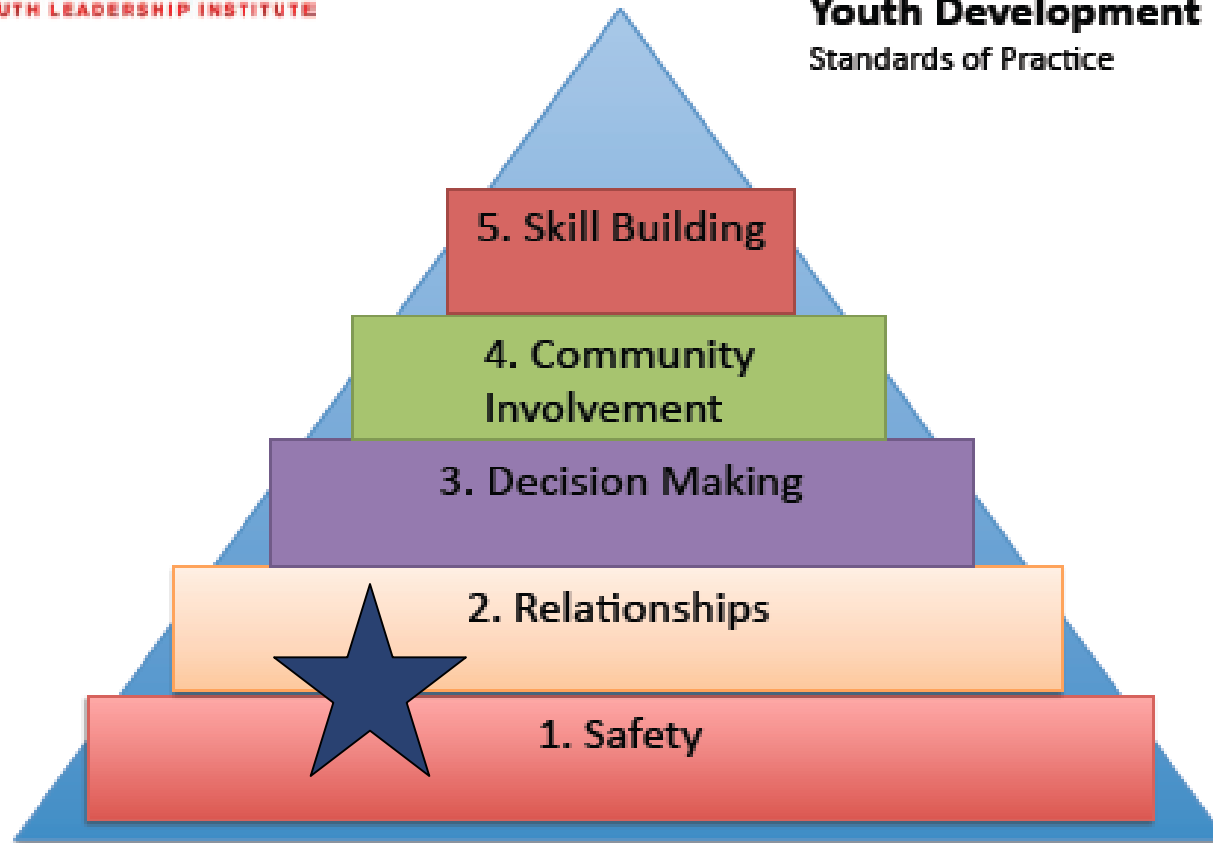 UTH LEADERSHIP INSTITUTE
Youth Development
Standards of Practice
5. Skill Building
4. Community
Involvement
3. Decision Making
2. Relationships
1. Safety